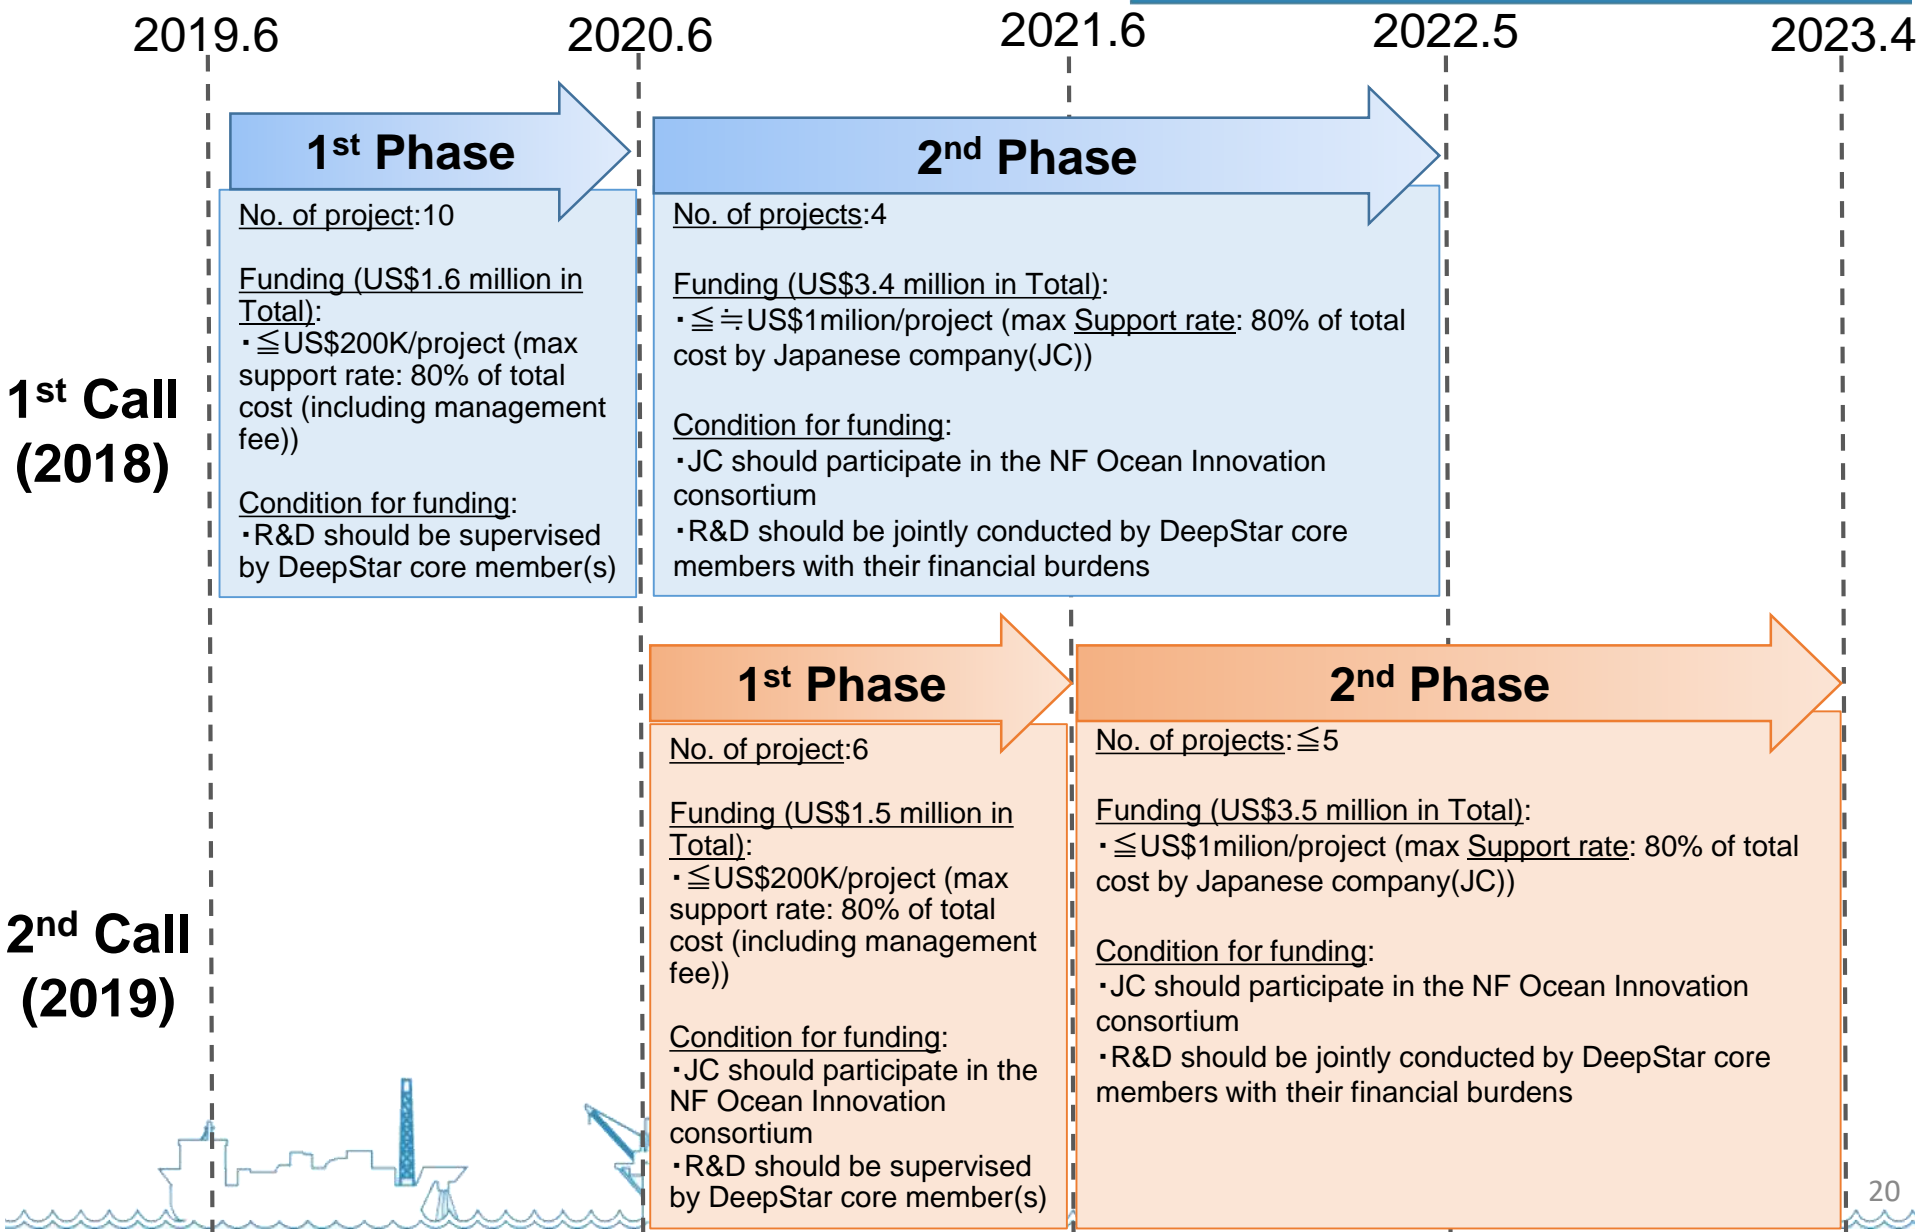 2019.6
2020.6
2021.6
2022.5
2023.4
1st Call
(2018)
1st Phase
No. of project:10
Funding (US$1.6 million in
Total):
・≦US$200K/project (max
support rate: 80% of total
cost (including management
fee))
Condition for funding:
・R&D should be supervised
by DeepStar core member(s)
2nd Phase
No. of projects:4
Funding (US$3.4 million in Total):
・≦≒US$1milion/project (max Support rate: 80% of total
cost by Japanese company(JC))
Condition for funding:
・JC should participate in the NF Ocean Innovation
consortium
・R&D should be jointly conducted by DeepStar core
members with their financial burdens
2nd Call
(2019)
1st Phase
No. of project:6
Funding (US$1.5 million in
Total):
・≦US$200K/project (max
support rate: 80% of total
cost (including management
fee))
Condition for funding:
・JC should participate in the
NF Ocean Innovation
consortium
・R&D should be supervised
by DeepStar core member(s)
2nd Phase
No. of projects:≦5
Funding (US$3.5 million in Total):
・≦US$1milion/project (max Support rate: 80% of total
cost by Japanese company(JC))
Condition for funding:
・JC should participate in the NF Ocean Innovation
consortium
・R&D should be jointly conducted by DeepStar core
members with their financial burdens
20